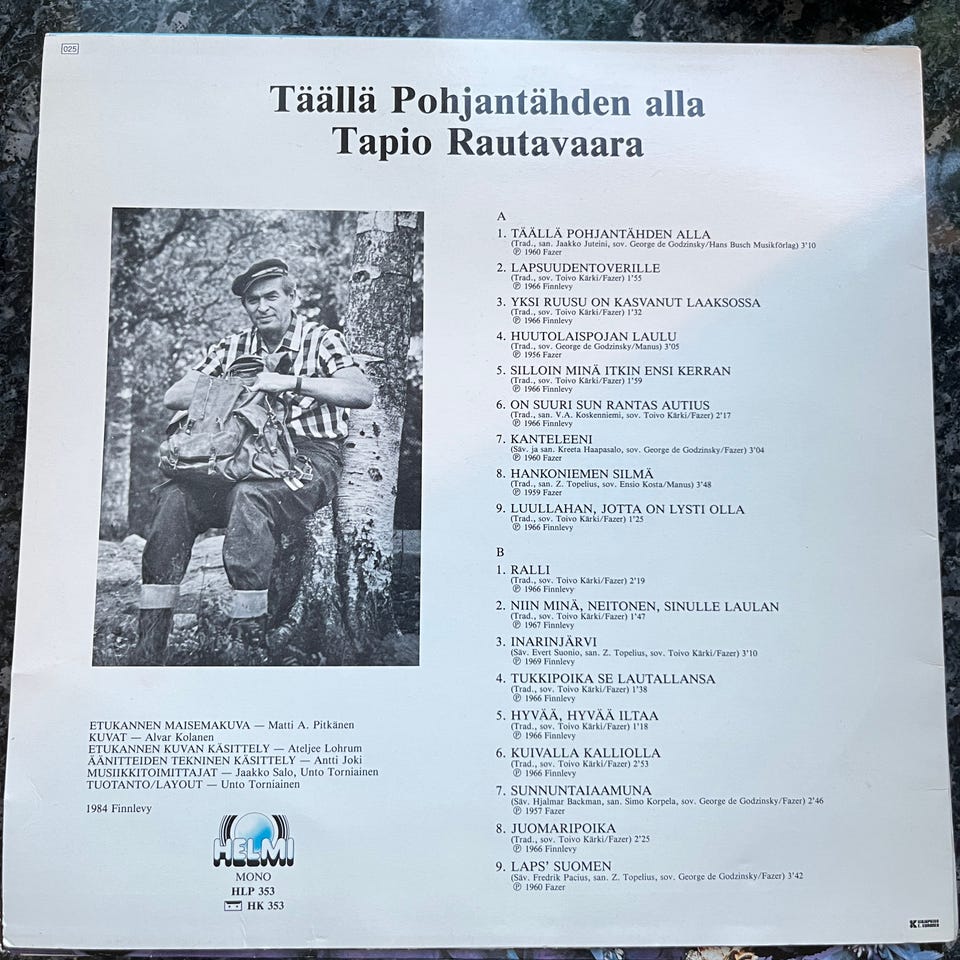 025
Täällä Pohjantähden alla
Tapio Rautavaara
A
1. TÄÄLLÄ POHJANTÄHDEN ALLA
(Trad., san. Jaakko Juteini, sov. George de Godzinsky/Hans Busch Musikförlag) 3'10
℗ 1960 Fazer
2. LAPSUUDENTOVERILLE
(Trad., sov. Toivo Kärki/Fazer) 1'55
℗ 1966 Finnlevy
3. YKSI RUUSU ON KASVANUT LAAKSOSSA
(Trad., sov. Toivo Kärki/Fazer) 1'32
℗ 1966 Finnlevy
4. HUUTOLAISPOJAN LAULU
(Trad., sov. George de Godzinsky/Manus) 3'05
℗ 1956 Fazer
5. SILLOIN MINÄ ITKIN ENSI KERRAN
(Trad., sov. Toivo Kärki/Fazer) 1'59
℗ 1966 Finnlevy
6. ON SUURI SUN RANTAS AUTIUS
(Trad., san. V.A. Koskenniemi, sov. Toivo Kärki/Fazer) 2'17
℗ 1966 Finnlevy
7. KANTELEENI
(Säv. ja san. Kreeta Haapasalo, sov. George de Godzinsky/Fazer) 3'04
℗ 1960 Fazer
8. HANKONIEMEN SILMÄ
(Trad., san. Z. Topelius, sov. Ensio Kosta/Manus) 3'48
℗ 1959 Fazer
9. LUULLAHAN, JOTTA ON LYSTI OLLA
(Trad., sov. Toivo Kärki/Fazer) 1'25
℗ 1966 Finnlevy
B
1. RALLI
(Trad., sov. Toivo Kärki/Fazer) 2'19
℗ 1966 Finnlevy
2. NIIN MINÄ, NEITONEN, SINULLE LAULAN
(Trad., sov. Toivo Kärki/Fazer) 1'47
℗ 1967 Finnlevy
3. INARINJÄRVI
(Säv. Evert Suonio, san. Z. Topelius, sov. Toivo Kärki/Fazer) 3'10
℗ 1969 Finnlevy
4. TUKKIPOIKA SE LAUTALLANSA
(Trad., sov. Toivo Kärki/Fazer) 1'38
℗ 1966 Finnlevy
5. HYVÄÄ, HYVÄÄ ILTAA
(Trad., sov. Toivo Kärki/Fazer) 1'18
℗ 1966 Finnlevy
6. KUIVALLA KALLIOLLA
(Trad., sov. Toivo Kärki/Fazer) 2'53
℗ 1966 Finnlevy
7. SUNNUNTAIAAMUNA
(Säv. Hjalmar Backman, san. Simo Korpela, sov. George de Godzinsky/Fazer) 2'46
℗ 1957 Fazer
8. JUOMARIPOIKA
(Trad., sov. Toivo Kärki/Fazer) 2'25
℗ 1966 Finnlevy
9. LAPS' SUOMEN
(Säv. Fredrik Pacius, san. Z. Topelius, sov. George de Godzinsky/Fazer) 3'42
℗ 1960 Fazer
ETUKANNEN MAISEMAKUVA — Matti A. Pitkänen
KUVAT — Alvar Kolanen
ETUKANNEN KUVAN KÄSITTELY — Ateljee Lohrum
ÄÄNITTEIDEN TEKNINEN KÄSITTELY — Antti Joki
MUSIIKKITOIMITTAJAT — Jaakko Salo, Unto Torniainen
TUOTANTO/LAYOUT — Unto Torniainen
1984 Finnlevy
HELMI
MONO
HLP 353
HK 353